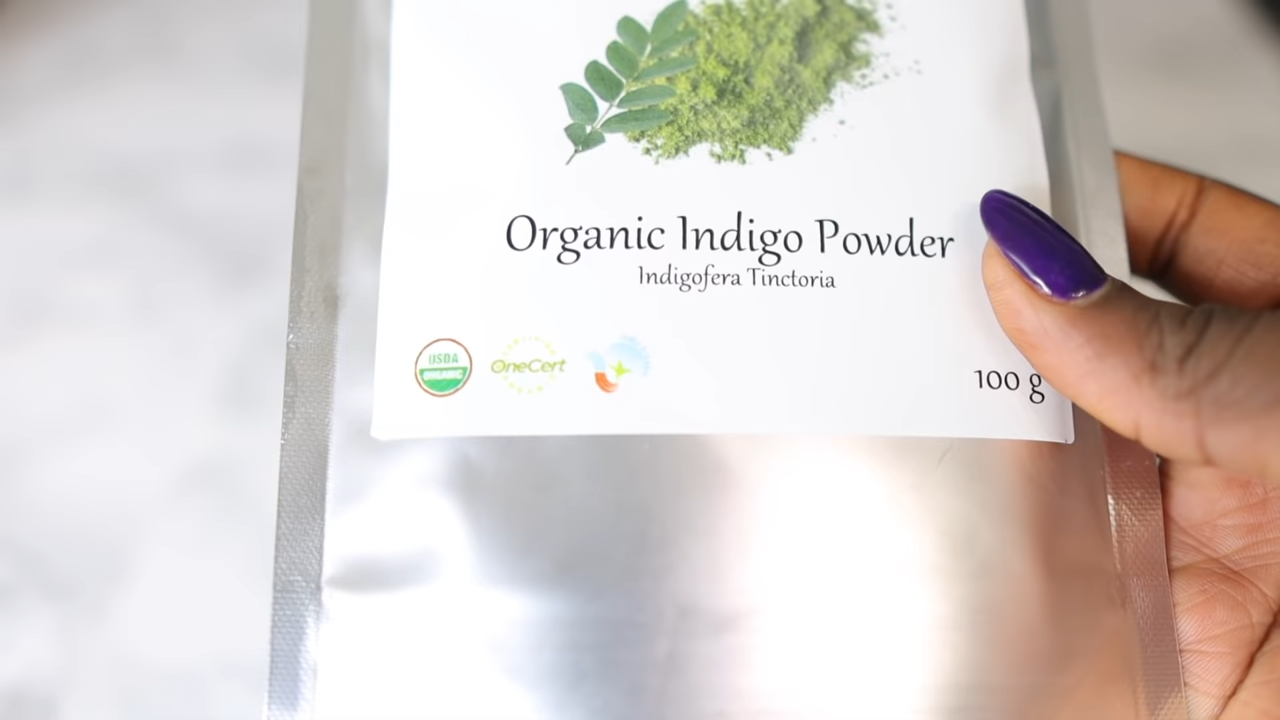 Organic Indigo Powder
Indigofera Tinctoria
USDA
ORGANIC
OneCert
100 g